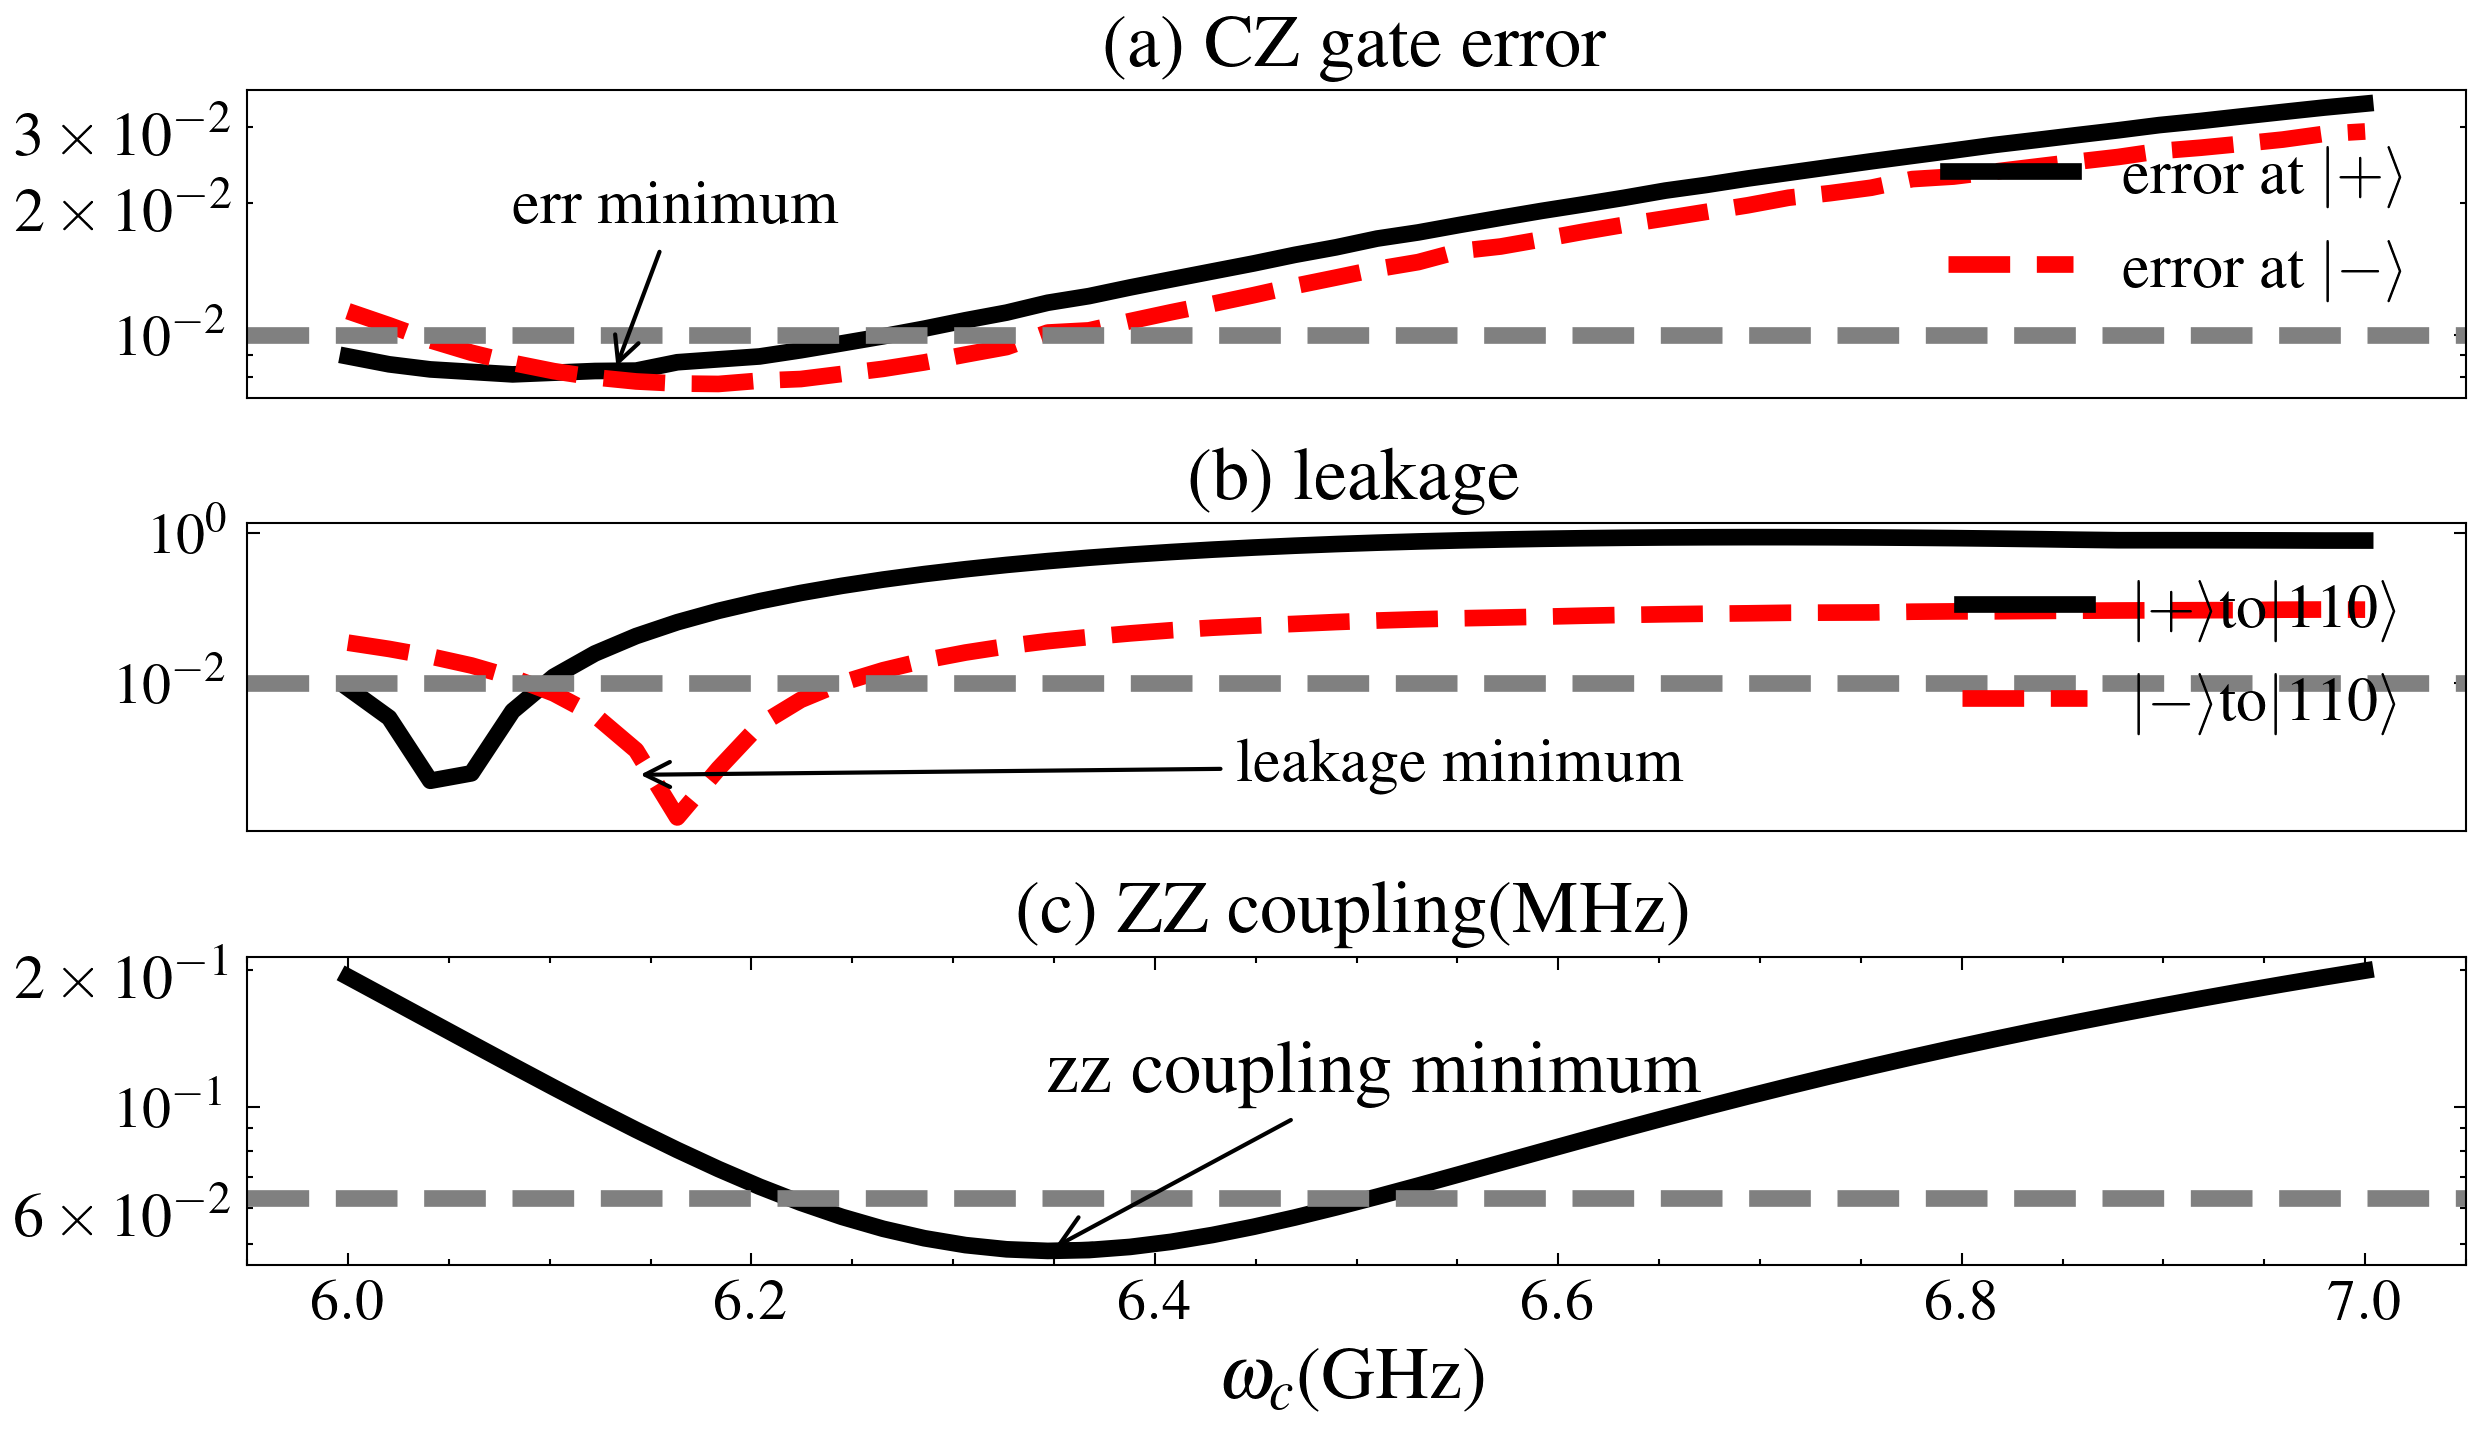 (a) CZ gate error
3 × 10⁻²
2 × 10⁻²
10⁻²
err minimum
error at |+⟩
error at |−⟩
(b) leakage
10⁰
10⁻²
|+⟩to|110⟩
|−⟩to|110⟩
leakage minimum
(c) ZZ coupling(MHz)
2 × 10⁻¹
10⁻¹
6 × 10⁻²
zz coupling minimum
6.0 6.2 6.4 6.6 6.8 7.0
ω_c(GHz)